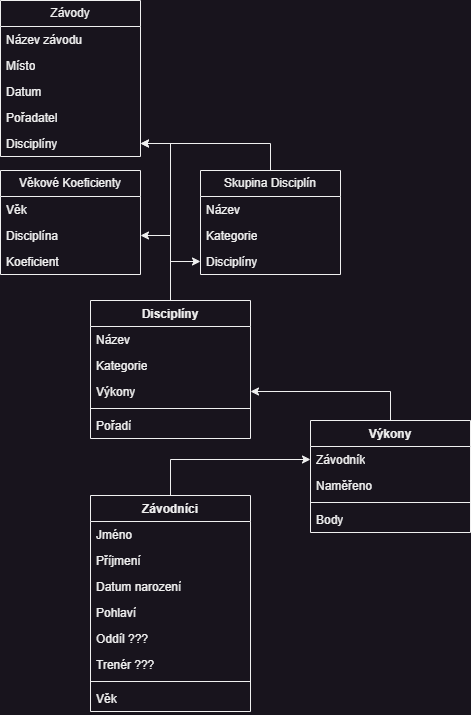 Závody
Název závodu
Místo
Datum
Pořadatel
Disciplíny
Věkové Koeficienty
Věk
Disciplína
Koeficient
Skupina Disciplín
Název
Kategorie
Disciplíny
Disciplíny
Název
Kategorie
Výkony
Pořadí
Výkony
Závodník
Naměřeno
Body
Závodníci
Jméno
Příjmení
Datum narození
Pohlaví
Oddíl ???
Trenér ???
Věk